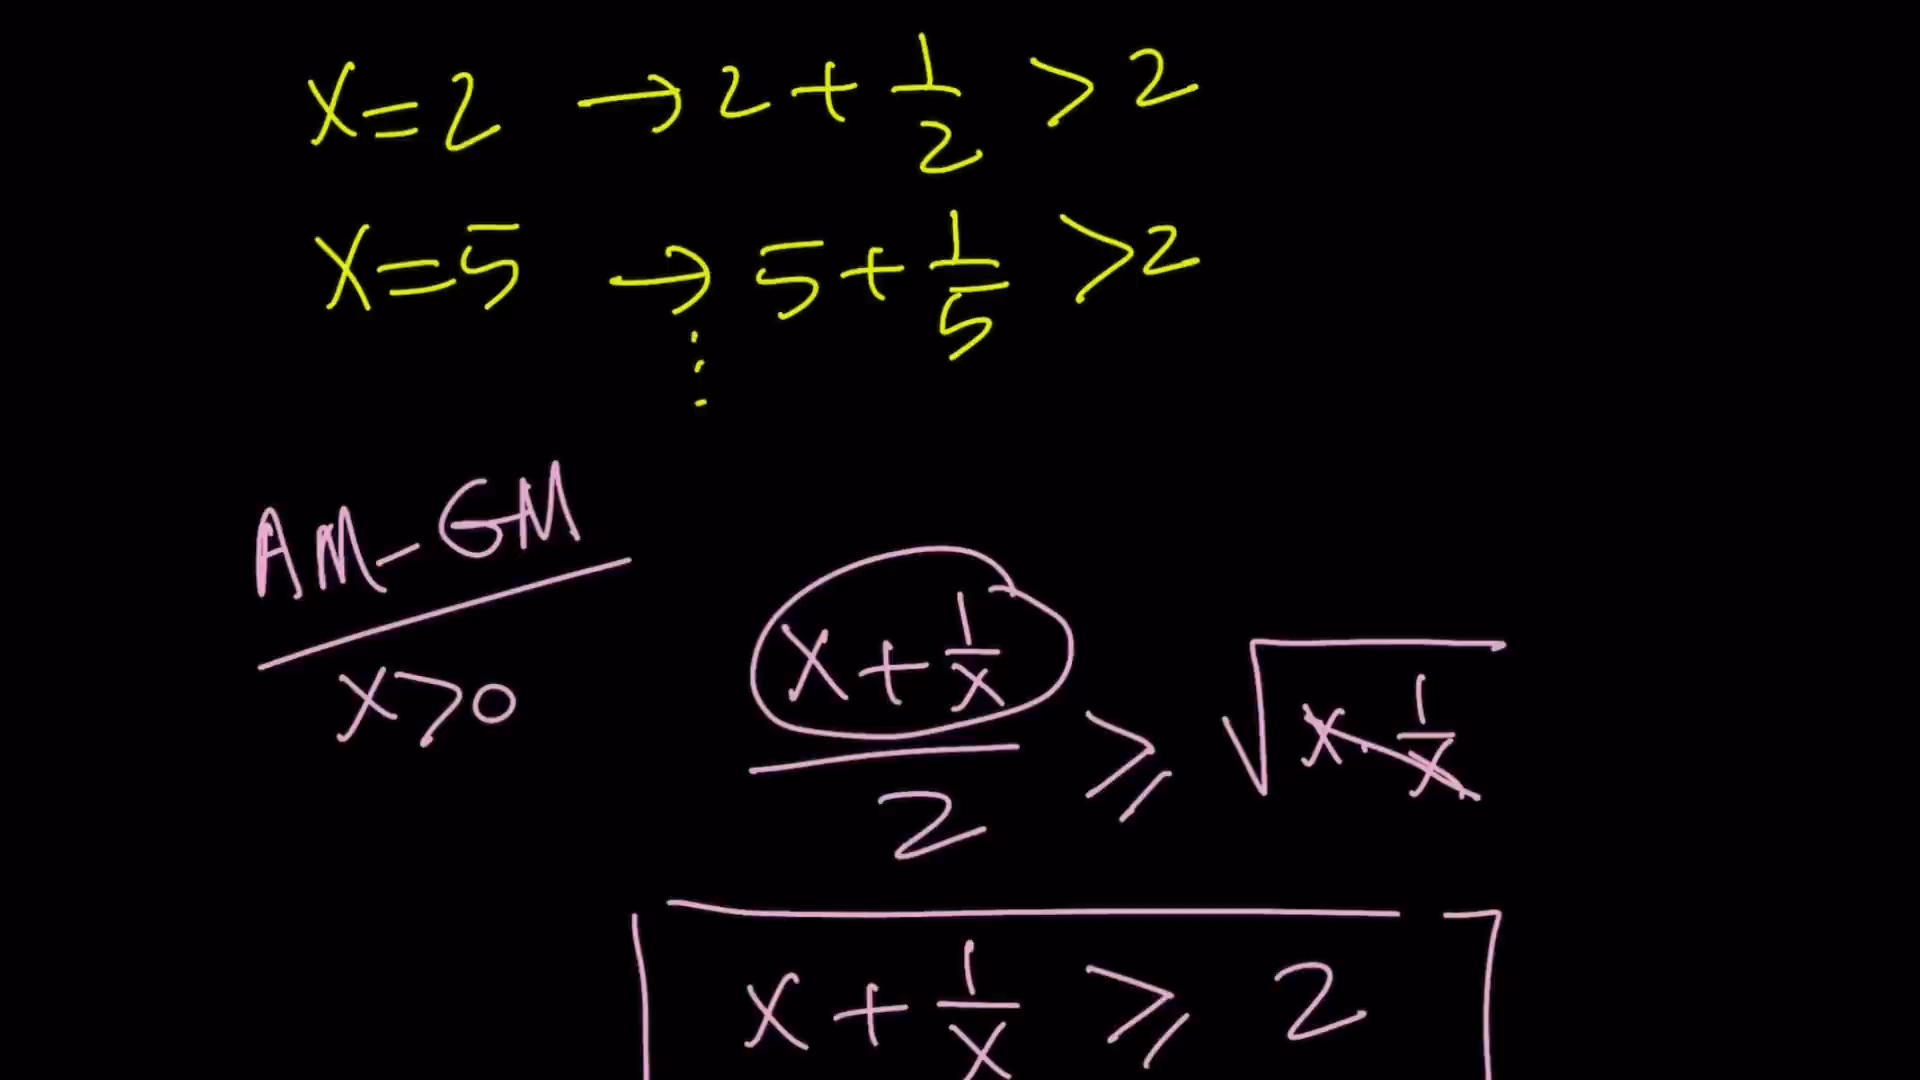 x=2 → 2 + 1/2 > 2
x=5 → 5 + 1/5 > 2
⋮
AM-GM
x>0
(x + 1/x)/2 ≥ √(x · 1/x)
x + 1/x ≥ 2